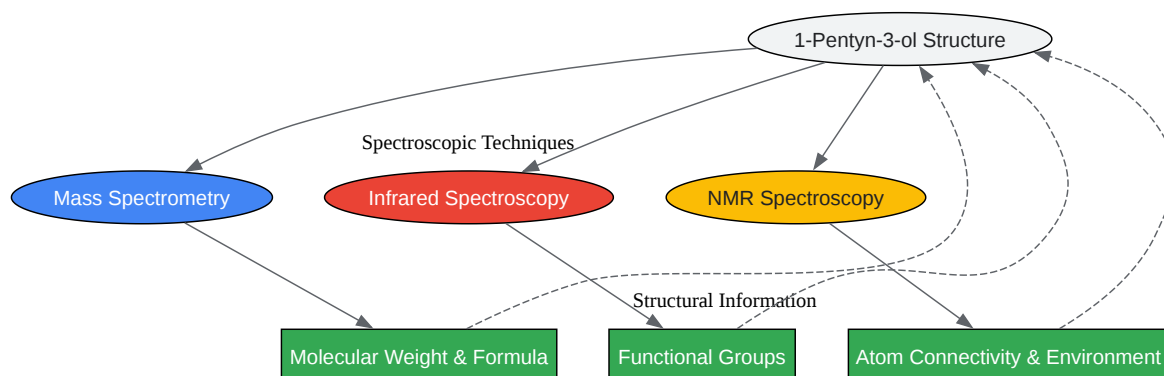 1-Pentyn-3-ol Structure
Spectroscopic Techniques
Mass Spectrometry
Infrared Spectroscopy
NMR Spectroscopy
Structural Information
Molecular Weight & Formula
Functional Groups
Atom Connectivity & Environment